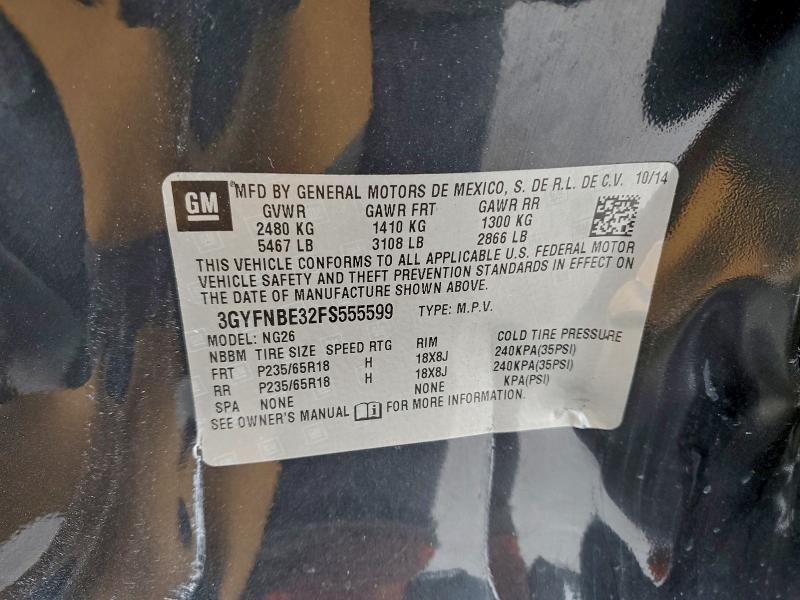 GM
MFD BY GENERAL MOTORS DE MEXICO, S. DE R.L. DE C.V. 10/14
GVWR GAWR FRT GAWR RR
2480 KG 1410 KG 1300 KG
5467 LB 3108 LB 2866 LB
THIS VEHICLE CONFORMS TO ALL APPLICABLE U.S. FEDERAL MOTOR
VEHICLE SAFETY AND THEFT PREVENTION STANDARDS IN EFFECT ON
THE DATE OF MANUFACTURE SHOWN ABOVE.
3GYFNBE32FS555599 TYPE: M.P.V.
MODEL: NG26
NBBM TIRE SIZE SPEED RTG RIM COLD TIRE PRESSURE
FRT P235/65R18 H 18X8J 240KPA(35PSI)
RR P235/65R18 H 18X8J 240KPA(35PSI)
SPA NONE NONE KPA(PSI)
SEE OWNER'S MANUAL FOR MORE INFORMATION.